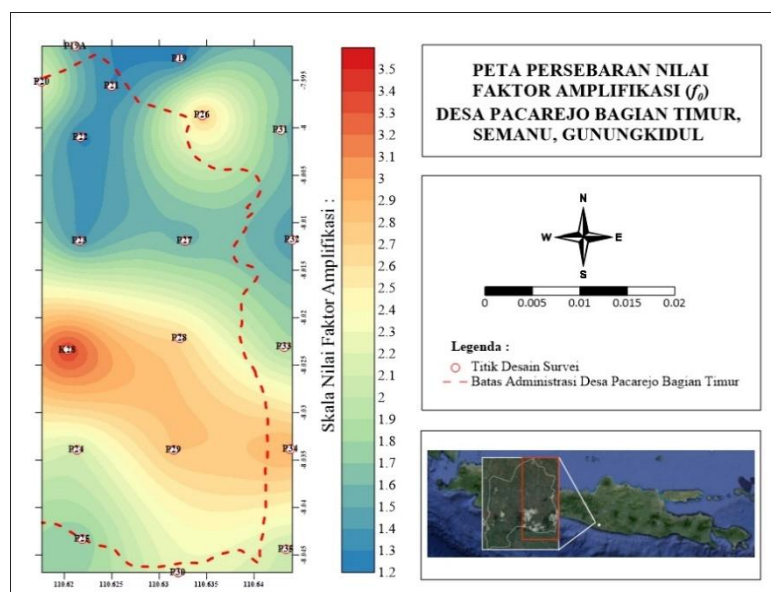 PETA PERSEBARAN NILAI
FAKTOR AMPLIFIKASI (f₀)
DESA PACAREJO BAGIAN TIMUR,
SEMANU, GUNUNGKIDUL
P19A
P19
P20
P21
P26
P22
P31
P23
P27
P32
K28
P28
P33
P24
P29
P34
P25
P30
P35
-7.995
-8
-8.005
-8.01
-8.015
-8.02
-8.025
-8.03
-8.035
-8.04
-8.045
110.62
110.625
110.63
110.635
110.64
Skala Nilai Faktor Amplifikasi :
3.5
3.4
3.2
3.1
3
2.9
2.7
2.6
2.5
2.4
2.3
2.2
2.1
2
1.9
1.8
1.7
1.6
1.5
1.4
1.3
1.2
N
W
E
S
0
0.005
0.01
0.015
0.02
Legenda :
Titik Desain Survei
Batas Administrasi Desa Pacarejo Bagian Timur